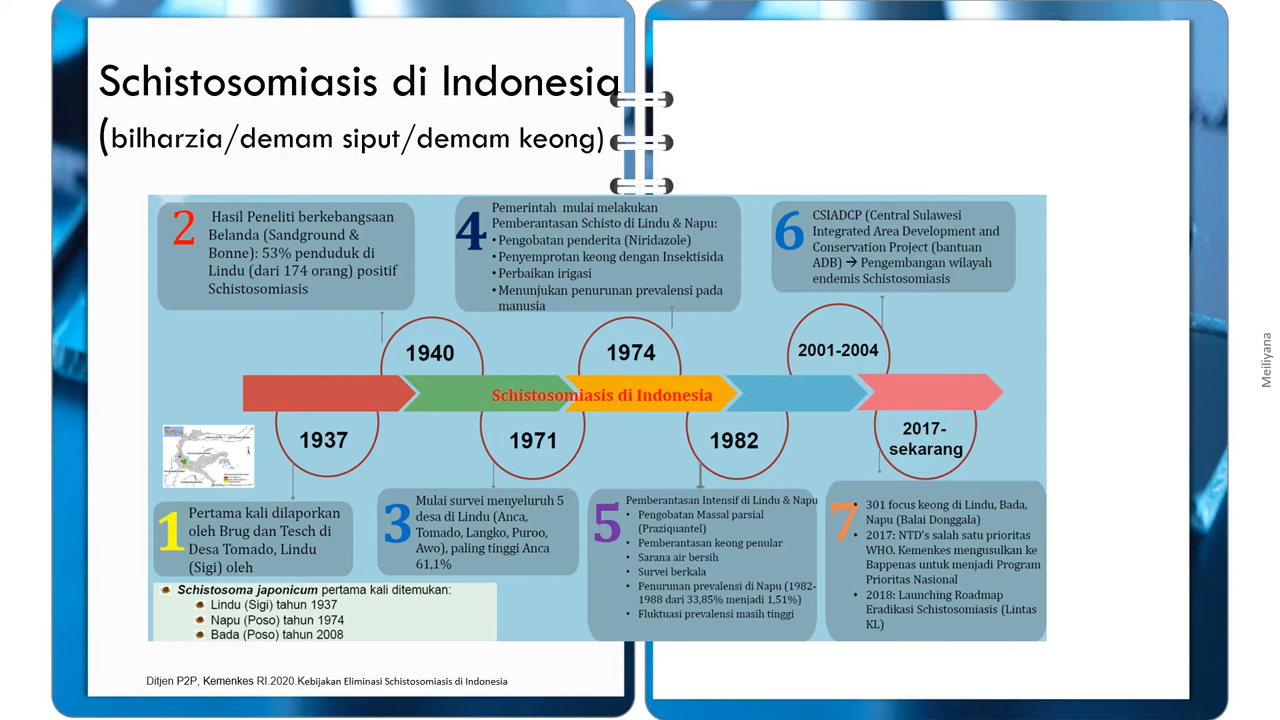 Schistosomiasis di Indonesia
(bilharzia/demam siput/demam keong)
2
Hasil Peneliti berkebangsaan
Belanda (Sandground &
Bonne): 53% penduduk di
Lindu (dari 174 orang) positif
Schistosomiasis
4
Pemerintah mulai melakukan
Pemberantasan Schisto di Lindu & Napu:
• Pengobatan penderita (Niridazole)
• Penyemprotan keong dengan Insektisida
• Perbaikan irigasi
• Menunjukan penurunan prevalensi pada
manusia
6
CSIADCP (Central Sulawesi
Integrated Area Development and
Conservation Project (bantuan
ADB) → Pengembangan wilayah
endemis Schistosomiasis
1940
1974
2001-2004
Schistosomiasis di Indonesia
1937
1971
1982
2017-
sekarang
1
Pertama kali dilaporkan
oleh Brug dan Tesch di
Desa Tomado, Lindu
(Sigi) oleh
3
Mulai survei menyeluruh 5
desa di Lindu (Anca,
Tomado, Langko, Puroo,
Awo), paling tinggi Anca
61,1%
5
Pemberantasan Intensif di Lindu & Napu
• Pengobatan Massal parsial
(Praziquantel)
• Pemberantasan keong penular
• Sarana air bersih
• Survei berkala
• Penurunan prevalensi di Napu (1982-
1988 dari 33,85% menjadi 1,51%)
• Fluktuasi prevalensi masih tinggi
7
• 301 focus keong di Lindu, Bada,
Napu (Balai Donggala)
• 2017: NTD's salah satu prioritas
WHO. Kemenkes mengusulkan ke
Bappenas untuk menjadi Program
Prioritas Nasional
• 2018: Launching Roadmap
Eradikasi Schistosomiasis (Lintas
KL)
Schistosoma japonicum pertama kali ditemukan:
Lindu (Sigi) tahun 1937
Napu (Poso) tahun 1974
Bada (Poso) tahun 2008
Ditjen P2P, Kemenkes RI.2020.Kebijakan Eliminasi Schistosomiasis di Indonesia
Meiliyana